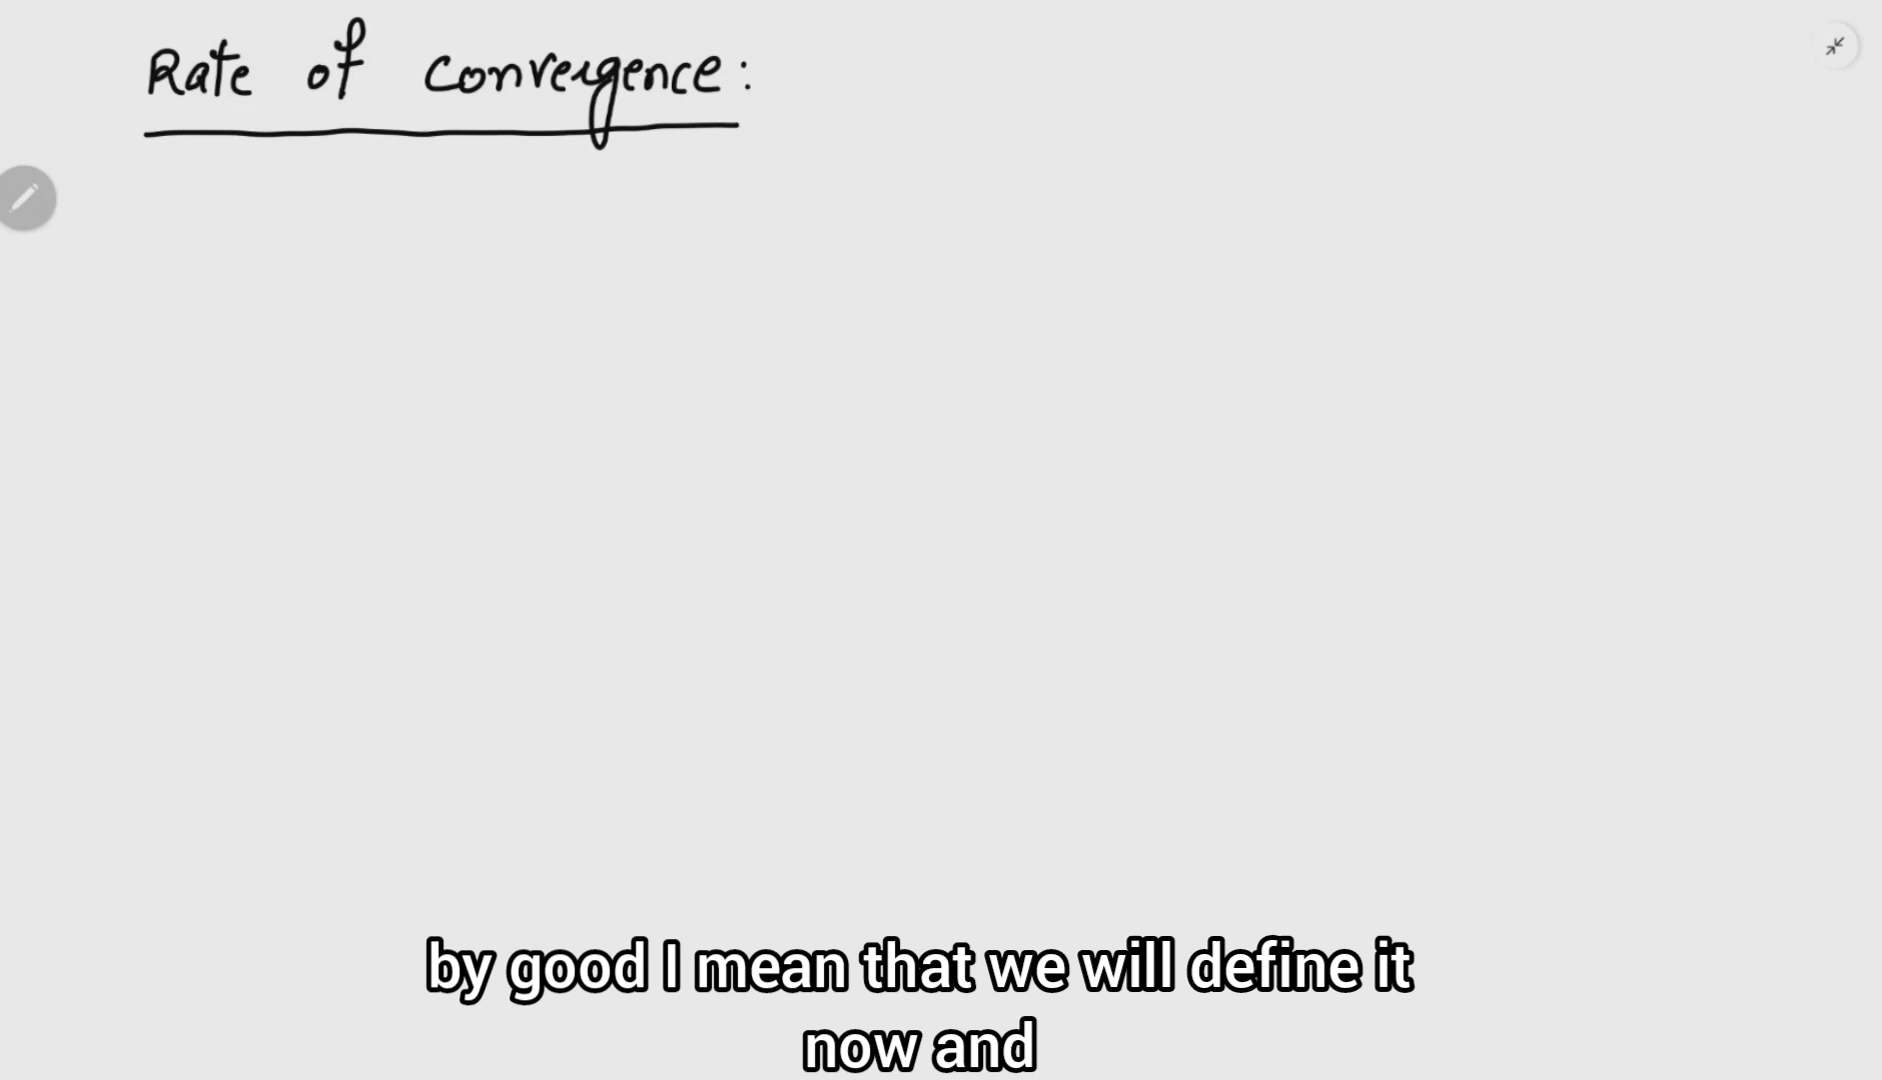 Rate of convergence:
by good I mean that we will define it
now and